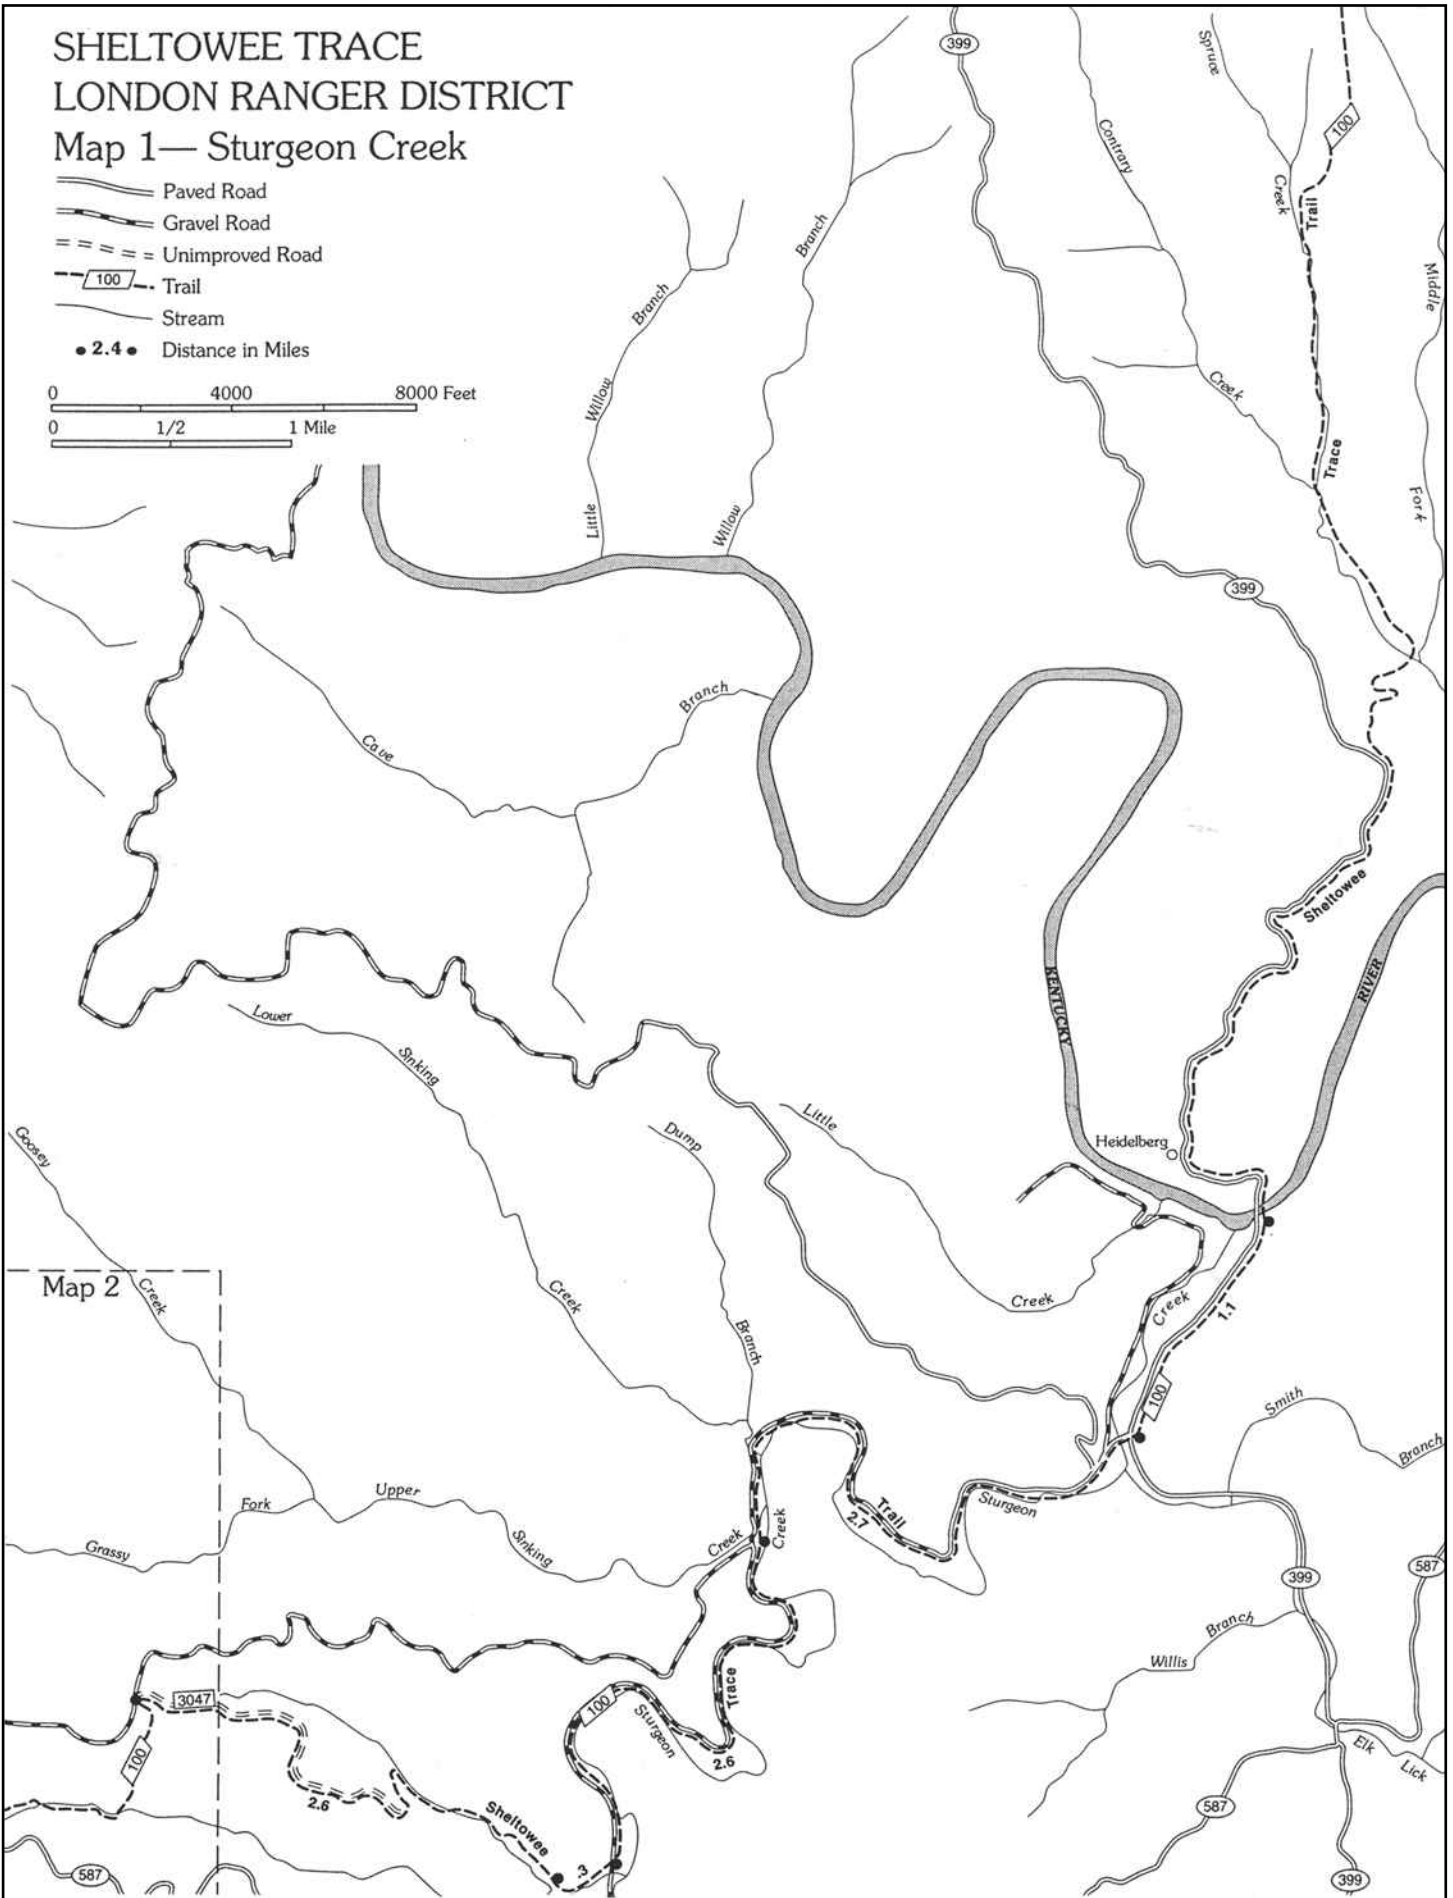 SHELTOWEE TRACE
LONDON RANGER DISTRICT
Map 1— Sturgeon Creek
Paved Road
Gravel Road
Unimproved Road
100 Trail
Stream
2.4 Distance in Miles
0 4000 8000 Feet
0 1/2 1 Mile
399
Spruce
Creek
100
Trail
Contrary
Creek
Middle
Fork
Branch
Willow
Little
Branch
Willow
Trace
399
Branch
Cave
Sheltowee
KENTUCKY
RIVER
Lower
Sinking
Creek
Goosey
Creek
Dump
Branch
Little
Creek
Heidelberg
Creek
1.1
100
Smith
Branch
Map 2
Fork
Grassy
Upper
Sinking
Creek
Creek
Trail
2.7
Sturgeon
399
587
Branch
Willis
3047
100
2.6
100
Sturgeon
Trace
2.6
Elk
Lick
Sheltowee
.3
587
587
399